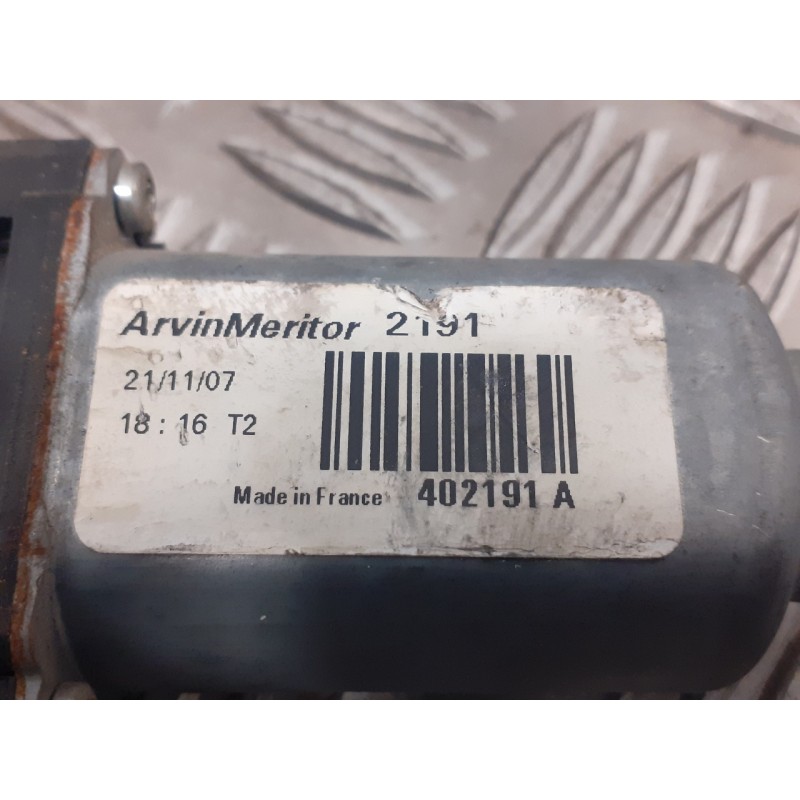 ArvinMeritor 2191
21/11/07
18 : 16 T2
Made in France 402191 A